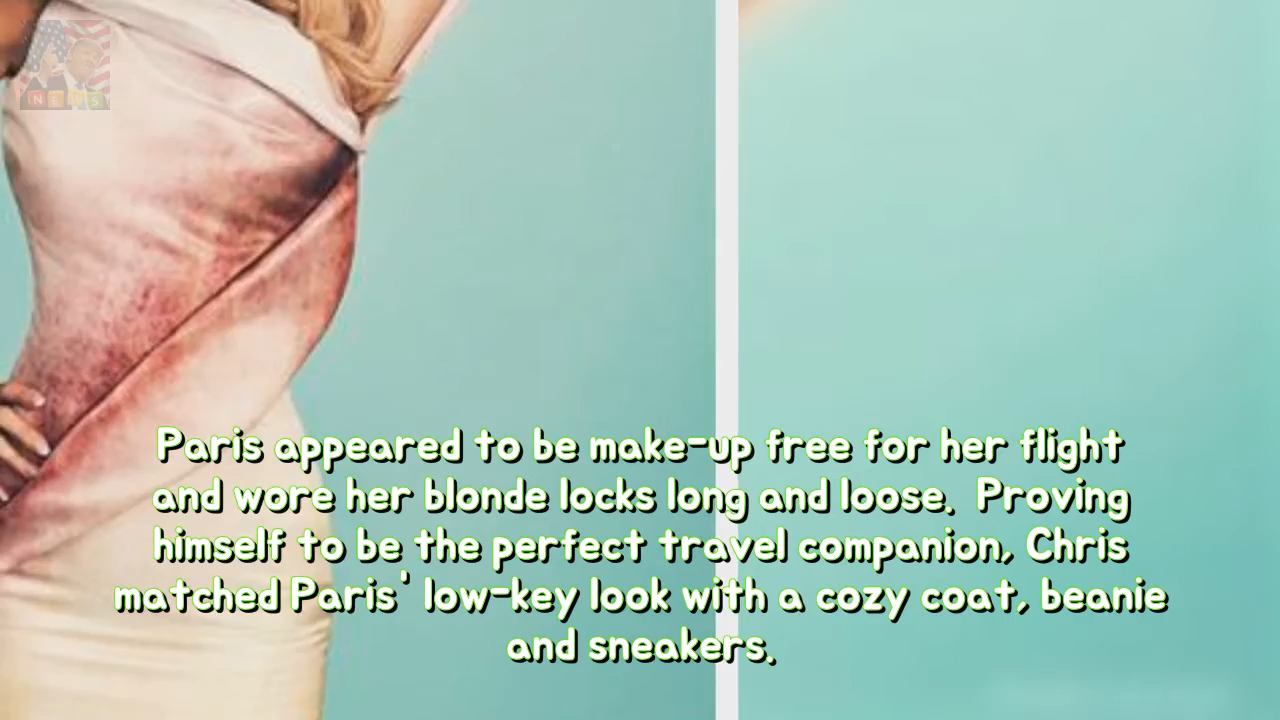 NEWS
Paris appeared to be make-up free for her flight
and wore her blonde locks long and loose.  Proving
himself to be the perfect travel companion, Chris
matched Paris' low-key look with a cozy coat, beanie
and sneakers.